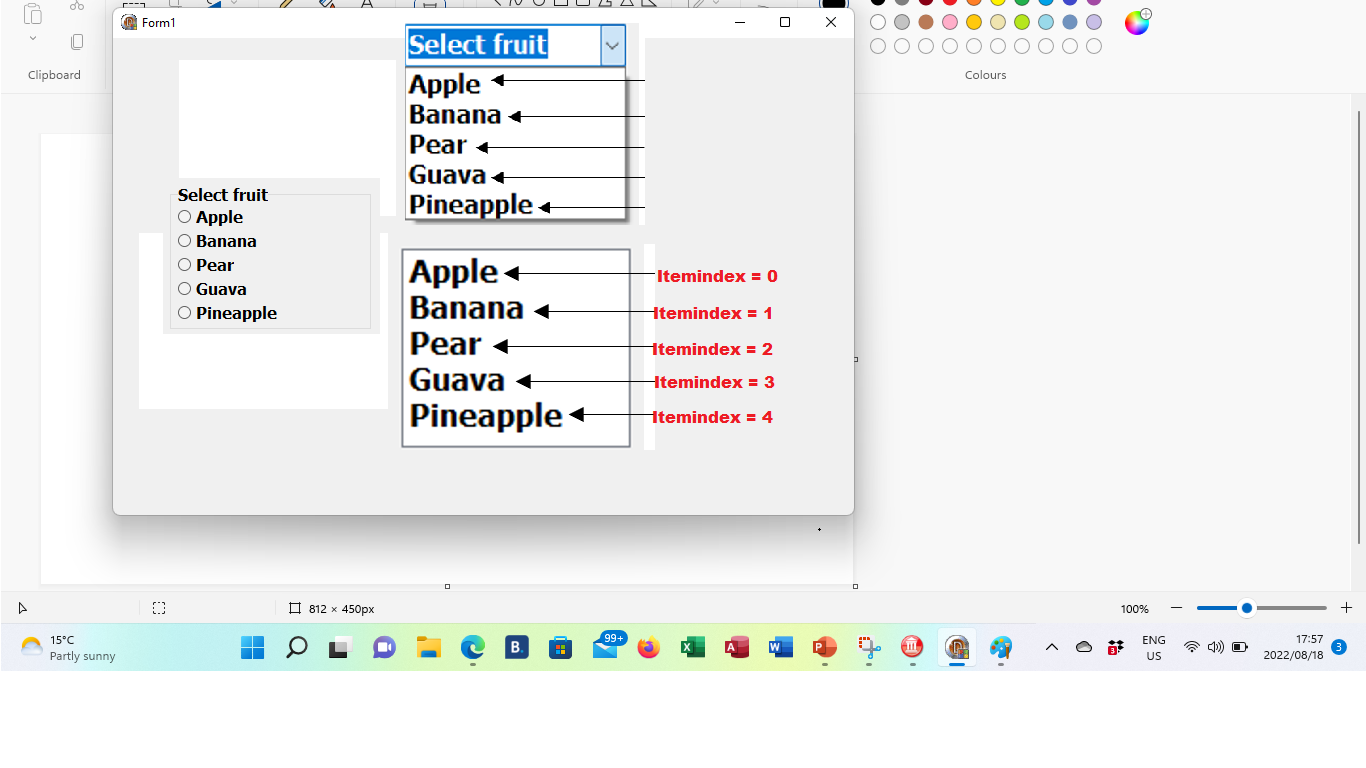 Form1
Clipboard
Colours
Select fruit
Apple
Banana
Pear
Guava
Pineapple
Select fruit
Apple
Banana
Pear
Guava
Pineapple
Apple Itemindex = 0
Banana Itemindex = 1
Pear Itemindex = 2
Guava Itemindex = 3
Pineapple Itemindex = 4
812 × 450px
100%
15°C
Partly sunny
B.
99+
X
A
W
P
3
ENG
US
17:57
2022/08/18
3